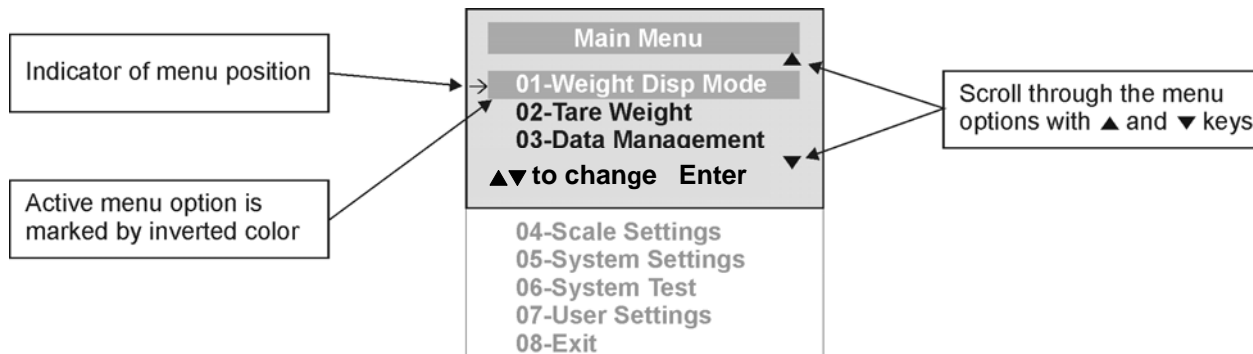 Main Menu
Indicator of menu position
→ 01-Weight Disp Mode
02-Tare Weight
03-Data Management
▲▼ to change Enter
Scroll through the menu
options with ▲ and ▼ keys
Active menu option is
marked by inverted color
04-Scale Settings
05-System Settings
06-System Test
07-User Settings
08-Exit